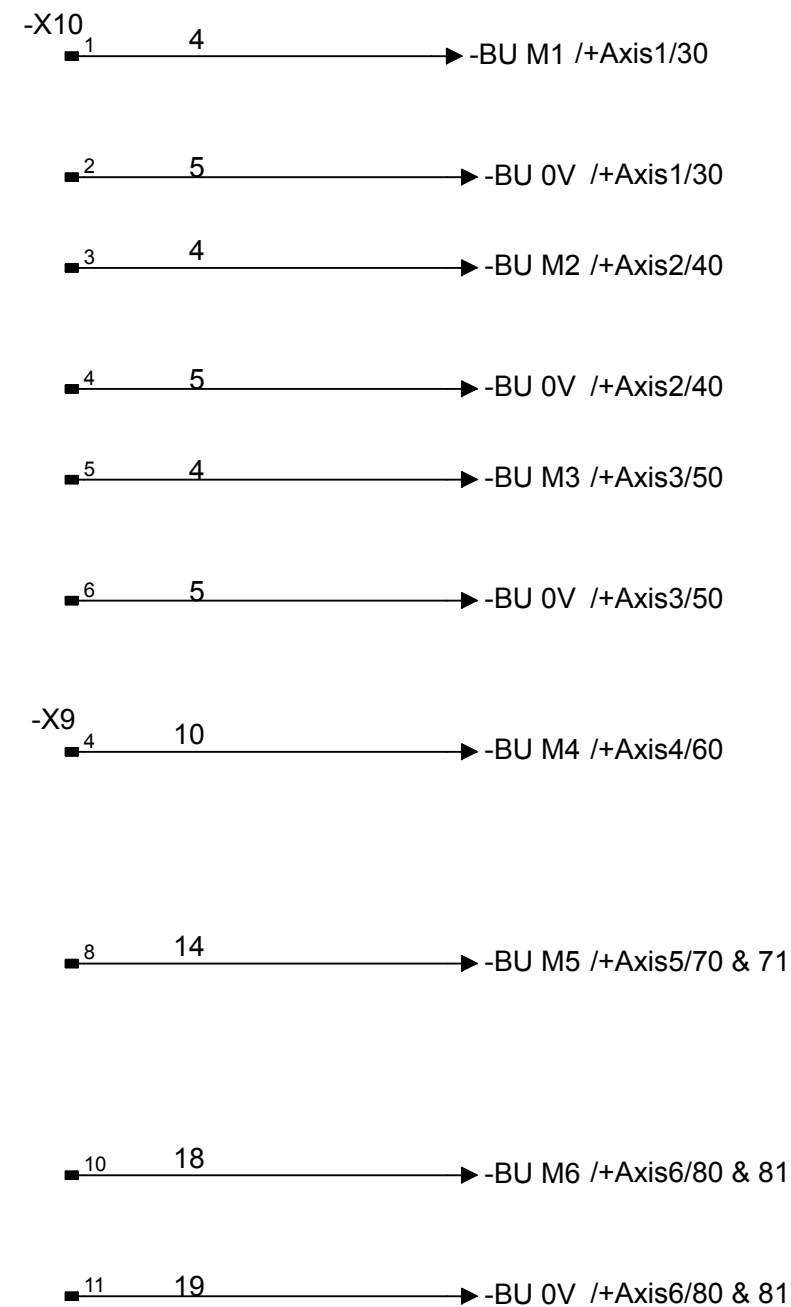 -X10
1 4 -BU M1 /+Axis1/30
2 5 -BU 0V /+Axis1/30
3 4 -BU M2 /+Axis2/40
4 5 -BU 0V /+Axis2/40
5 4 -BU M3 /+Axis3/50
6 5 -BU 0V /+Axis3/50
-X9
4 10 -BU M4 /+Axis4/60
8 14 -BU M5 /+Axis5/70 & 71
10 18 -BU M6 /+Axis6/80 & 81
11 19 -BU 0V /+Axis6/80 & 81